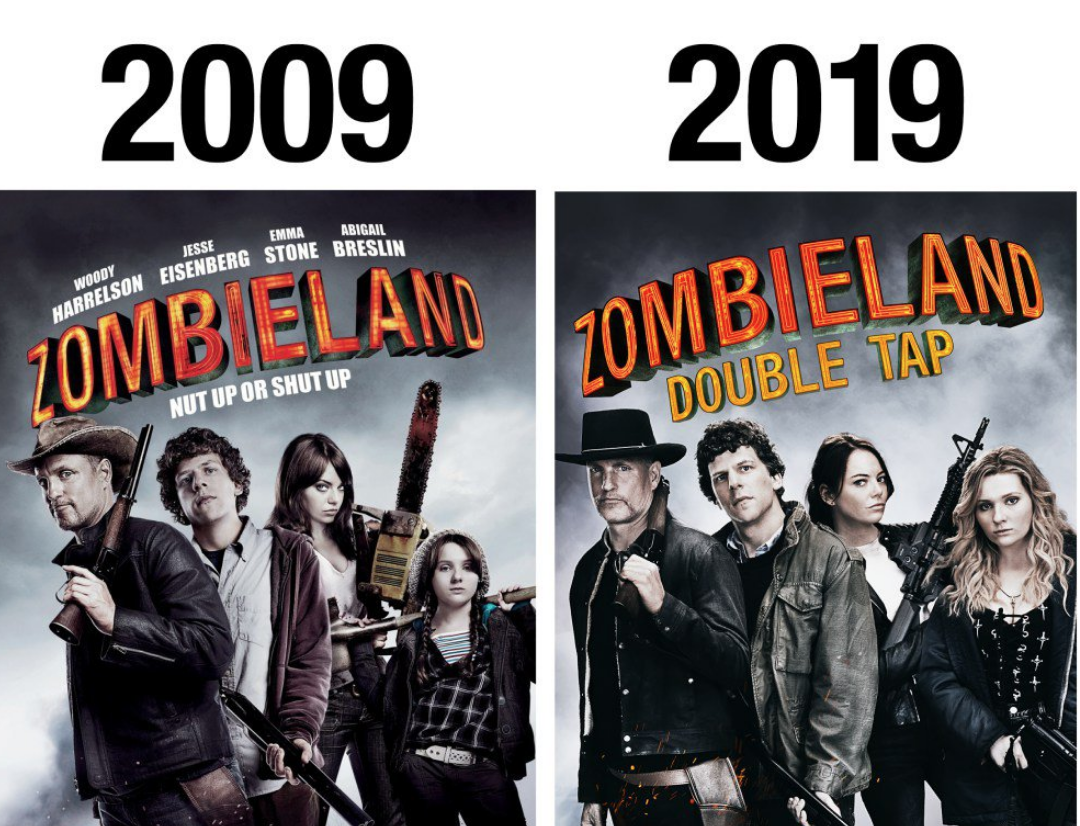 2009
2019
WOODY HARRELSON
JESSE EISENBERG
EMMA STONE
ABIGAIL BRESLIN
ZOMBIELAND
NUT UP OR SHUT UP
ZOMBIELAND
DOUBLE TAP